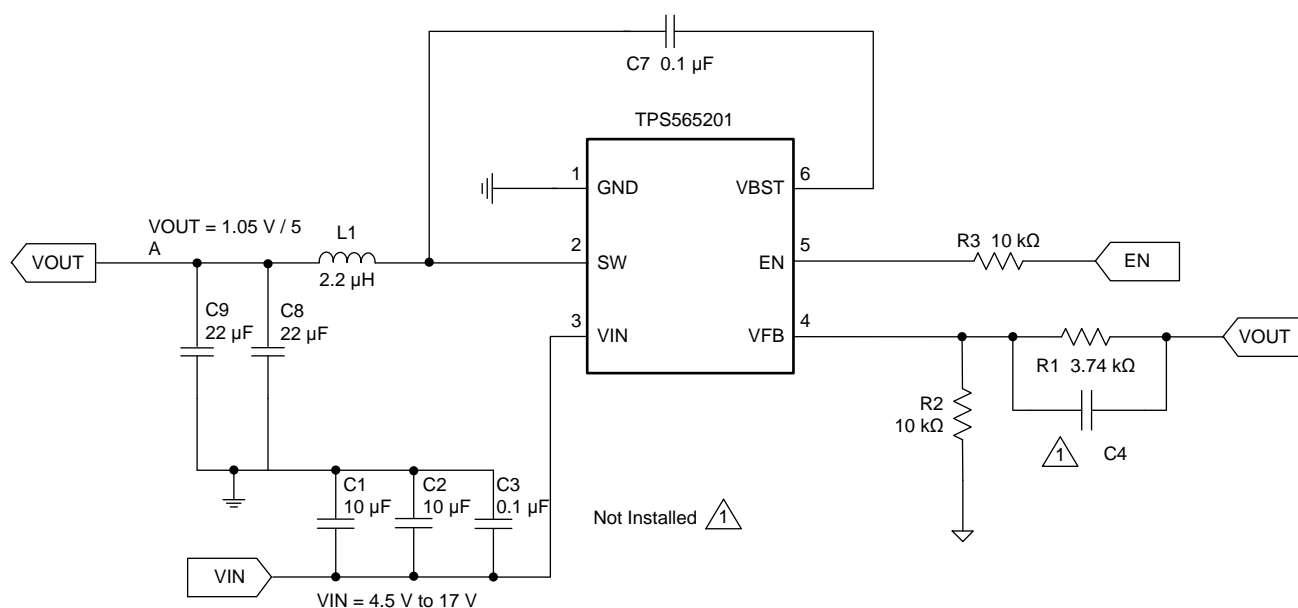 C7  0.1 µF
TPS565201
1
GND
VBST
6
VOUT = 1.05 V / 5
A
L1
2.2 µH
VOUT
2
SW
EN
5
R3  10 kΩ
EN
C9
22 µF
C8
22 µF
3
VIN
VFB
4
VOUT
R1  3.74 kΩ
R2
10 kΩ
1
C4
C1
10 µF
C2
10 µF
C3
0.1 µF
Not Installed
1
VIN
VIN = 4.5 V to 17 V